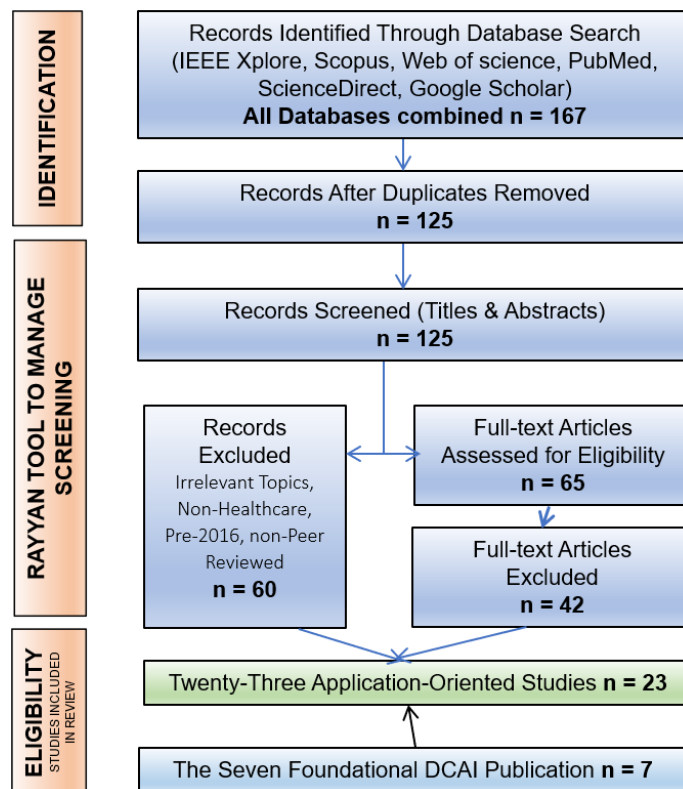 IDENTIFICATION
Records Identified Through Database Search
(IEEE Xplore, Scopus, Web of science, PubMed,
ScienceDirect, Google Scholar)
All Databases combined n = 167
Records After Duplicates Removed
n = 125
RAYYAN TOOL TO MANAGE
SCREENING
Records Screened (Titles & Abstracts)
n = 125
Records
Excluded
Irrelevant Topics,
Non-Healthcare,
Pre-2016, non-Peer
Reviewed
n = 60
Full-text Articles
Assessed for Eligibility
n = 65
Full-text Articles
Excluded
n = 42
ELIGIBILITY
STUDIES INCLUDED
IN REVIEW
Twenty-Three Application-Oriented Studies n = 23
The Seven Foundational DCAI Publication n = 7